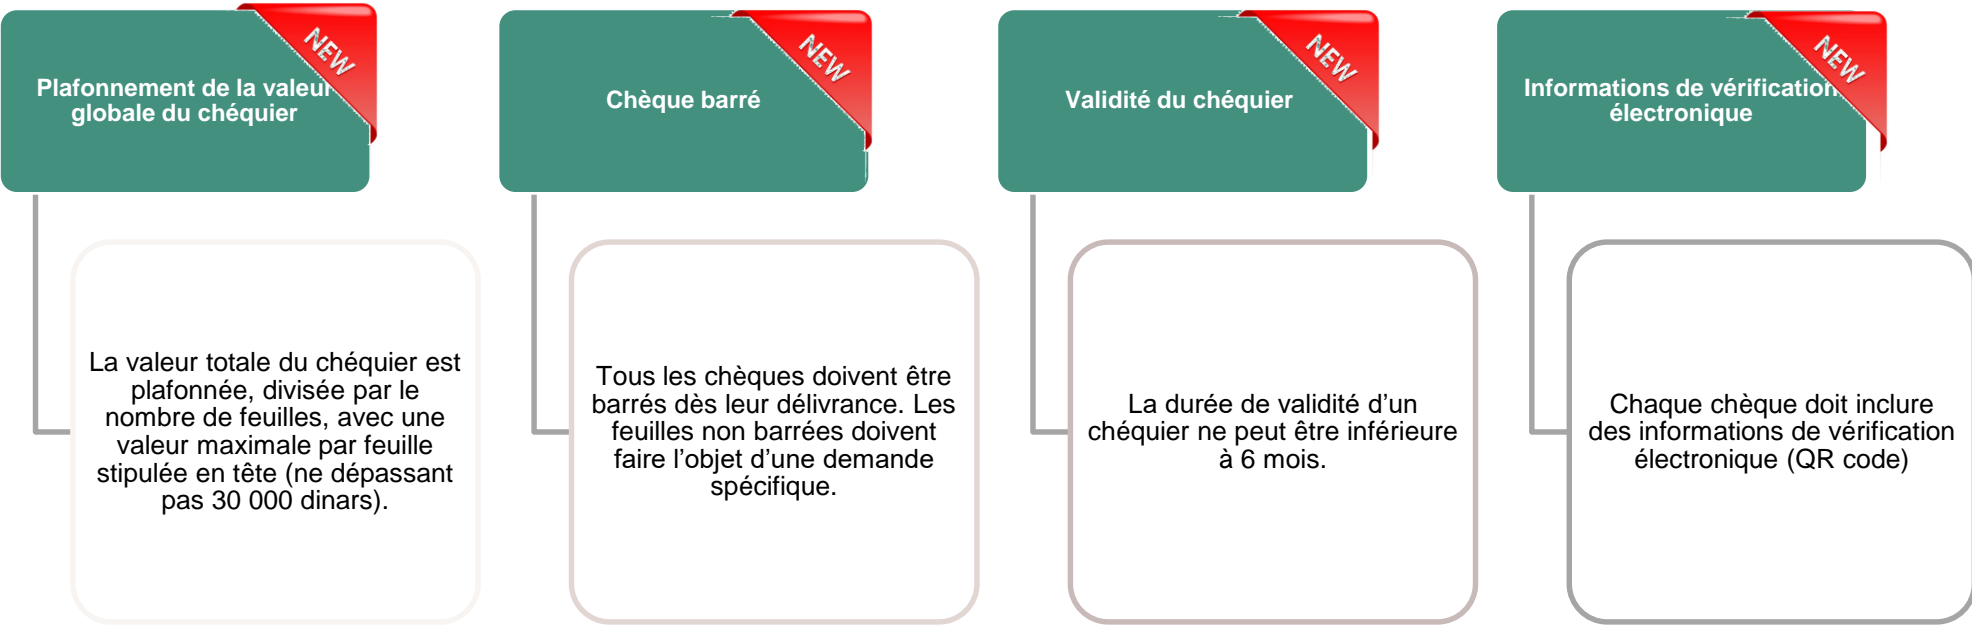 Plafonnement de la valeur
globale du chéquier
NEW
La valeur totale du chéquier est
plafonnée, divisée par le
nombre de feuilles, avec une
valeur maximale par feuille
stipulée en tête (ne dépassant
pas 30 000 dinars).
Chèque barré
NEW
Tous les chèques doivent être
barrés dès leur délivrance. Les
feuilles non barrées doivent
faire l’objet d’une demande
spécifique.
Validité du chéquier
NEW
La durée de validité d’un
chéquier ne peut être inférieure
à 6 mois.
Informations de vérification
électronique
NEW
Chaque chèque doit inclure
des informations de vérification
électronique (QR code)